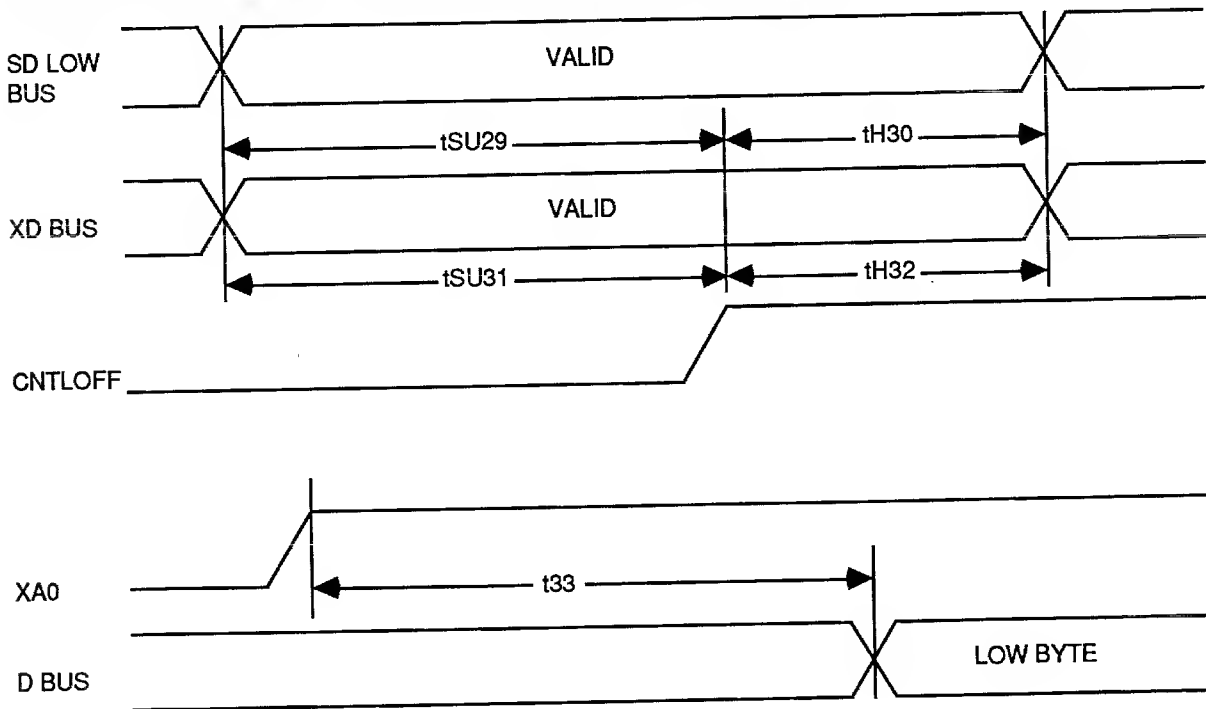 SD LOW
BUS
VALID
tSU29
tH30
XD BUS
VALID
tSU31
tH32
CNTLOFF
XA0
t33
D BUS
LOW BYTE